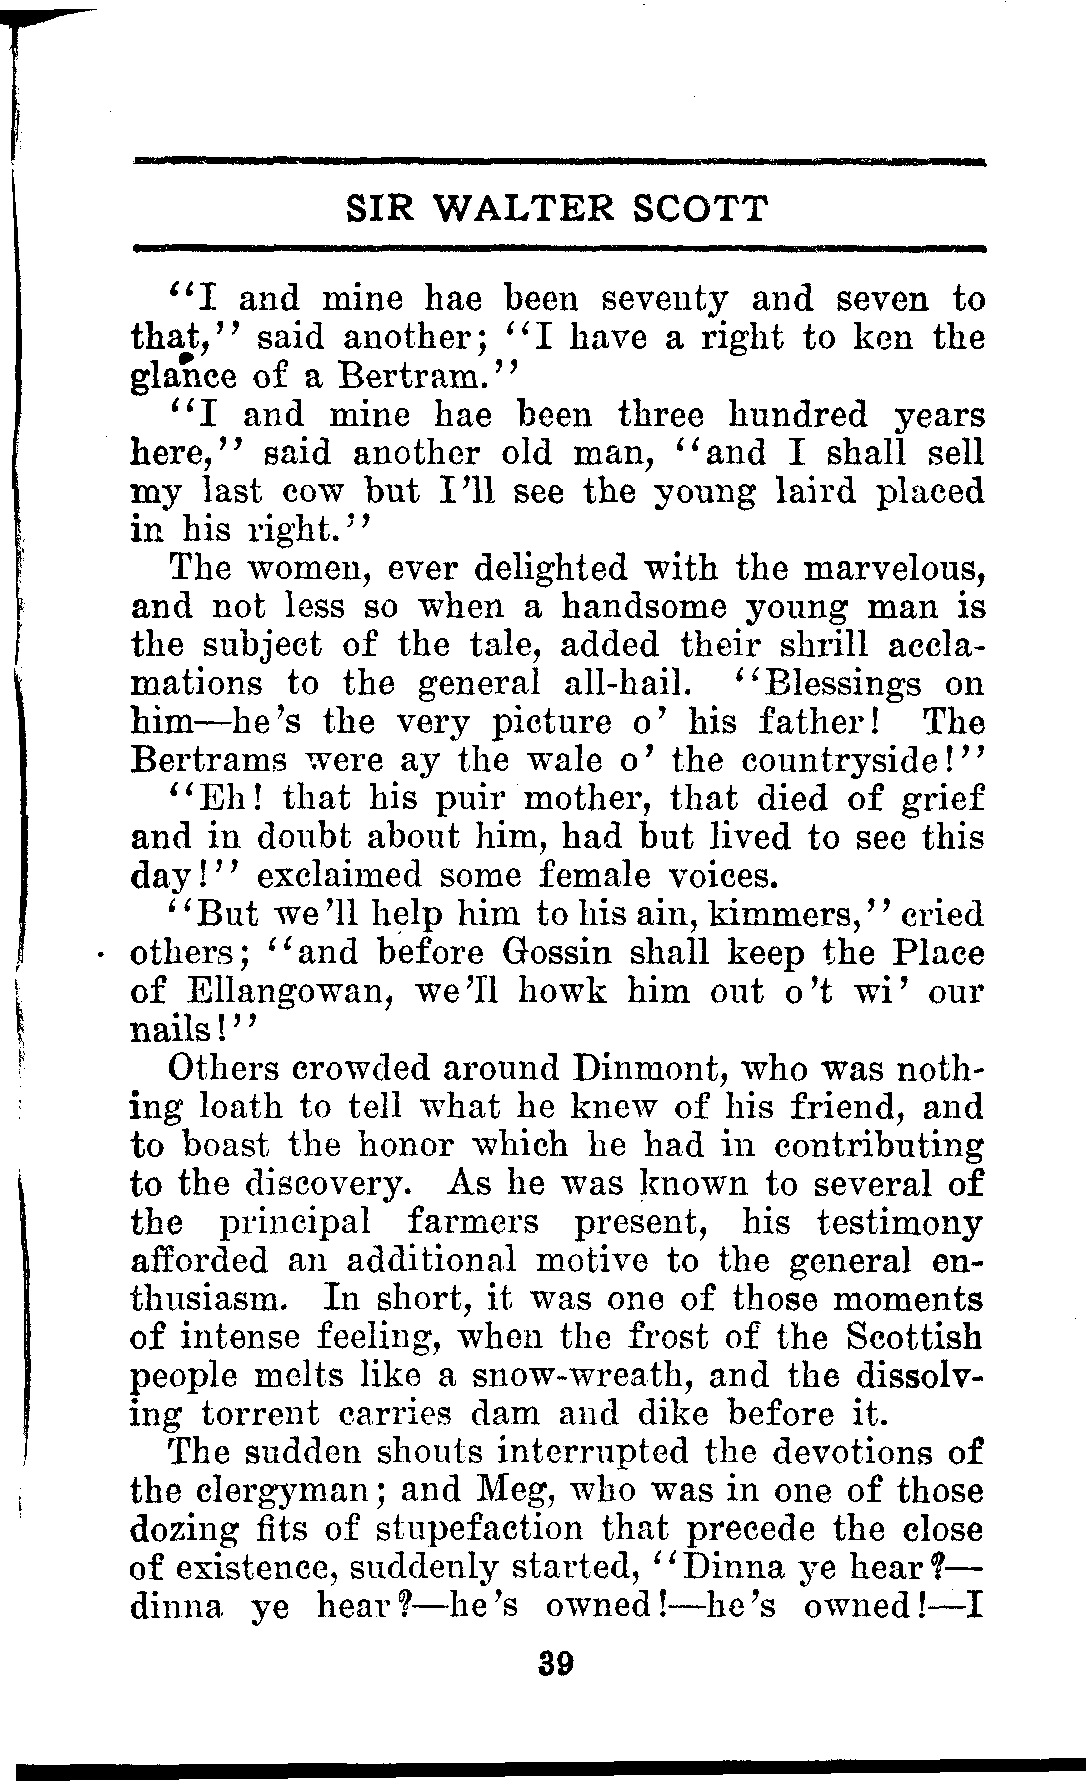 SIR WALTER SCOTT
"I and mine hae been seventy and seven to
that," said another; "I have a right to ken the
glance of a Bertram."
"I and mine hae been three hundred years
here," said another old man, "and I shall sell
my last cow but I'll see the young laird placed
in his right."
The women, ever delighted with the marvelous,
and not less so when a handsome young man is
the subject of the tale, added their shrill accla-
mations to the general all-hail. "Blessings on
him—he's the very picture o' his father! The
Bertrams were ay the wale o' the countryside!"
"Eh! that his puir mother, that died of grief
and in doubt about him, had but lived to see this
day!" exclaimed some female voices.
"But we'll help him to his ain, kimmers," cried
others; "and before Gossin shall keep the Place
of Ellangowan, we'll howk him out o't wi' our
nails!"
Others crowded around Dinmont, who was noth-
ing loath to tell what he knew of his friend, and
to boast the honor which he had in contributing
to the discovery. As he was known to several of
the principal farmers present, his testimony
afforded an additional motive to the general en-
thusiasm. In short, it was one of those moments
of intense feeling, when the frost of the Scottish
people melts like a snow-wreath, and the dissolv-
ing torrent carries dam and dike before it.
The sudden shouts interrupted the devotions of
the clergyman; and Meg, who was in one of those
dozing fits of stupefaction that precede the close
of existence, suddenly started, "Dinna ye hear?—
dinna ye hear?—he's owned!—he's owned!—I
39